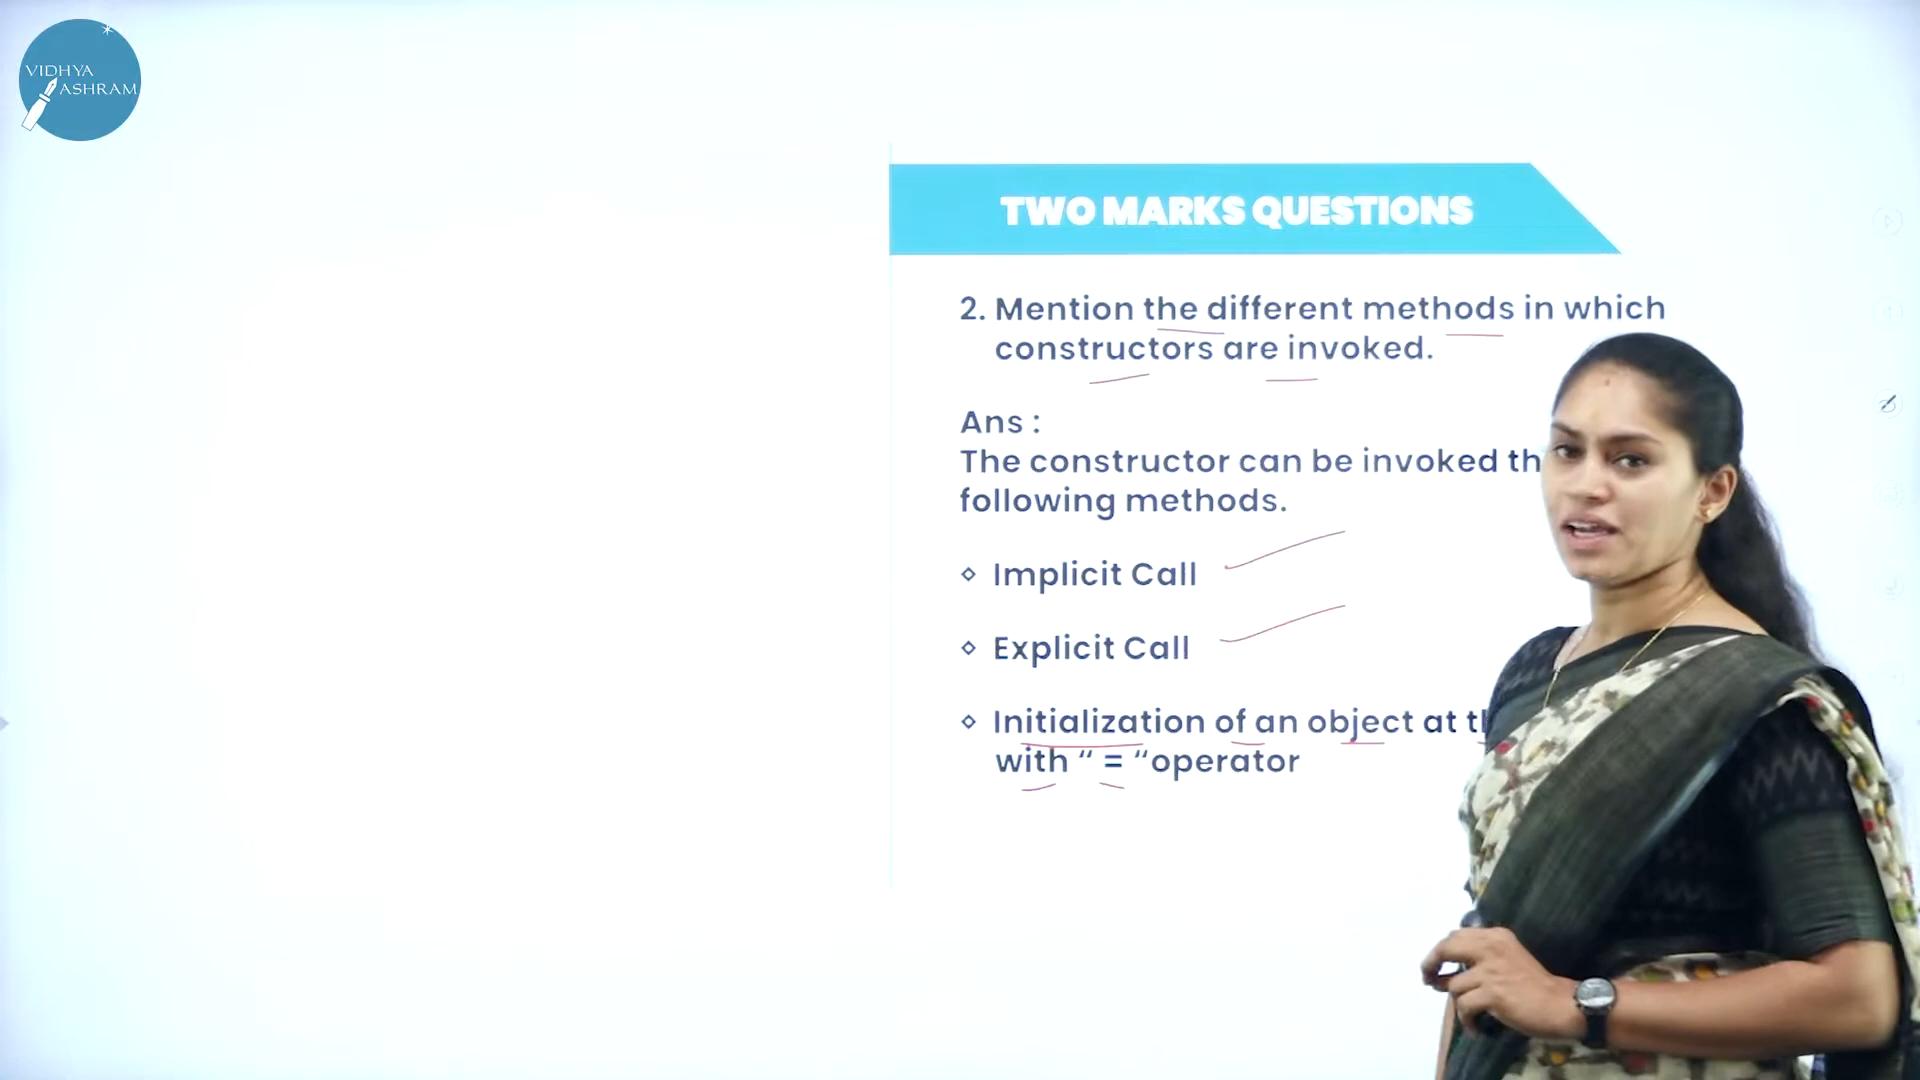 VIDHYA
ASHRAM
TWO MARKS QUESTIONS
2. Mention the different methods in which
constructors are invoked.
Ans :
The constructor can be invoked
following methods.
◇ Implicit Call
◇ Explicit Call
◇ Initialization of an object at
with “ = “operator